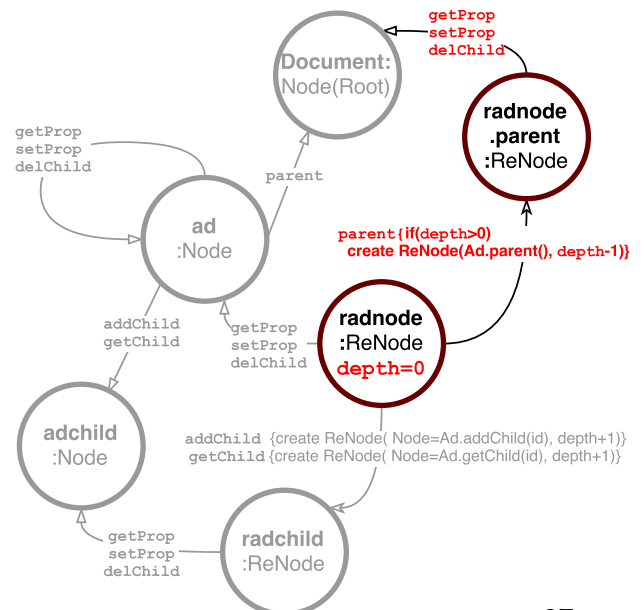 getProp
setProp
delChild
Document:
Node(Root)
radnode
.parent
:ReNode
getProp
setProp
delChild
parent
ad
:Node
parent{if(depth>0)
create ReNode(Ad.parent(), depth-1)}
addChild
getChild
getProp
setProp
delChild
radnode
:ReNode
depth=0
adchild
:Node
addChild {create ReNode( Node=Ad.addChild(id), depth+1)}
getChild {create ReNode( Node=Ad.getChild(id), depth+1)}
getProp
setProp
delChild
radchild
:ReNode